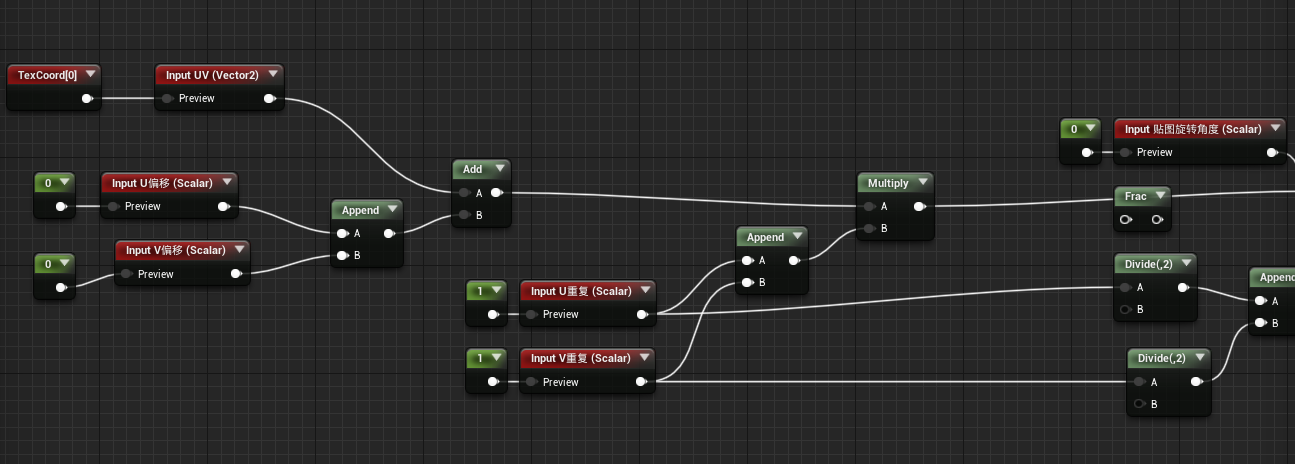 TexCoord[0]
Input UV (Vector2)
Preview
0
Input U偏移 (Scalar)
Preview
0
Input V偏移 (Scalar)
Preview
Append
A
B
Add
A
B
1
Input U重复 (Scalar)
Preview
1
Input V重复 (Scalar)
Preview
Append
A
B
Multiply
A
B
0
Input 贴图旋转角度 (Scalar)
Preview
Frac
Divide(,2)
A
B
Divide(,2)
A
B
Append
A
B